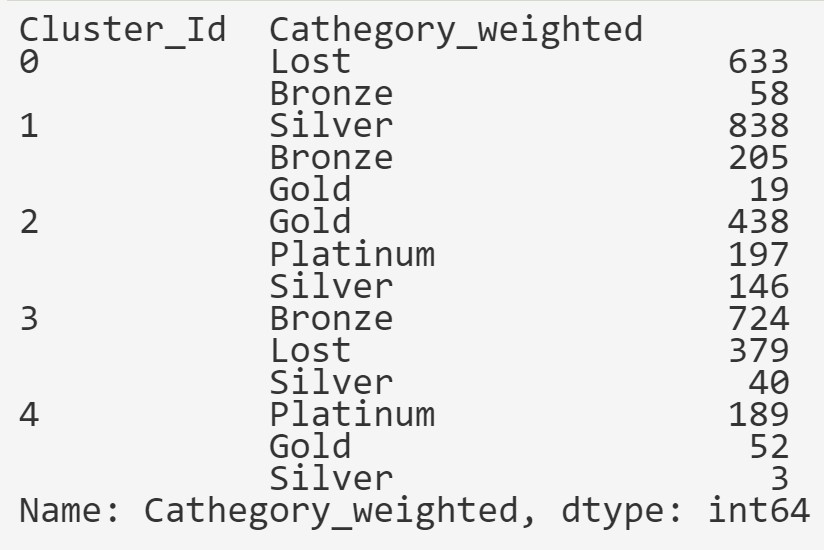 Cluster_Id  Cathegory_weighted
0           Lost                  633
            Bronze                 58
1           Silver                838
            Bronze                205
            Gold                   19
2           Gold                  438
            Platinum              197
            Silver                146
3           Bronze                724
            Lost                  379
            Silver                 40
4           Platinum              189
            Gold                   52
            Silver                  3
Name: Cathegory_weighted, dtype: int64